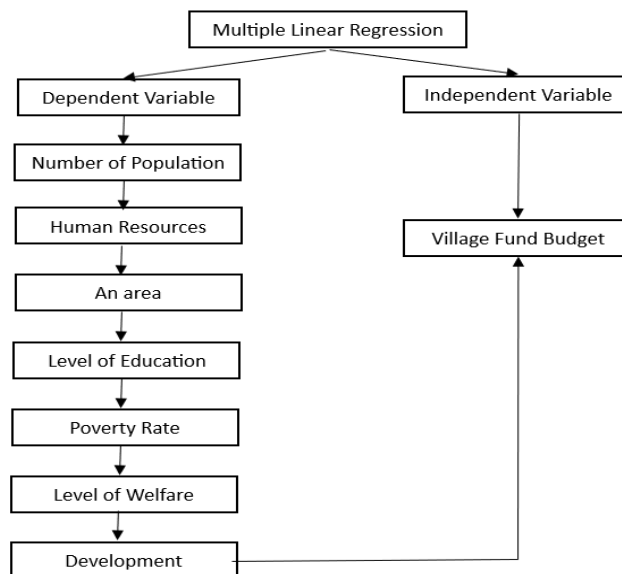 Multiple Linear Regression
Dependent Variable
Independent Variable
Number of Population
Human Resources
Village Fund Budget
An area
Level of Education
Poverty Rate
Level of Welfare
Development